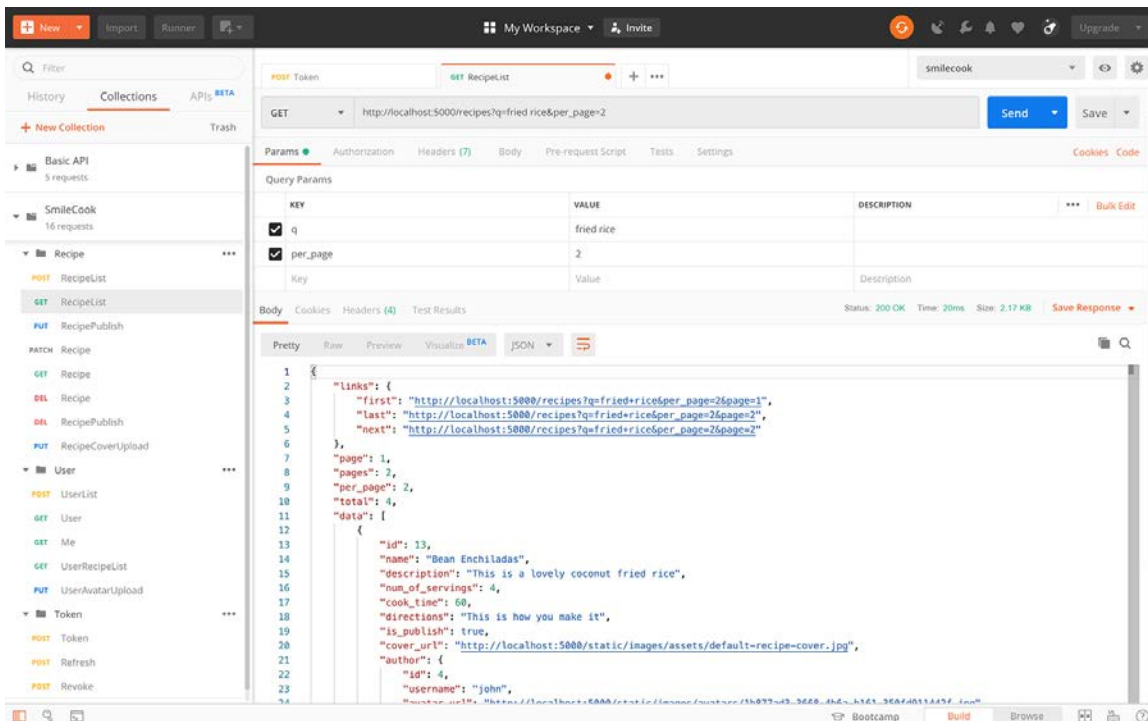 New Import Runner My Workspace Invite Upgrade
Filter
History Collections APIs BETA
+ New Collection Trash
Basic API
5 requests
SmileCook
16 requests
Recipe
POST RecipeList
GET RecipeList
PUT RecipePublish
PATCH Recipe
GET Recipe
DEL Recipe
DEL RecipePublish
PUT RecipeCoverUpload
User
POST UserList
GET User
GET Me
GET UserRecipeList
PUT UserAvatarUpload
Token
POST Token
POST Refresh
POST Revoke
POST Token GET RecipeList + ••• smilecook
GET http://localhost:5000/recipes?q=fried rice&per_page=2 Send Save
Params Authorization Headers (7) Body Pre-request Script Tests Settings Cookies Code
Query Params
KEY VALUE DESCRIPTION ••• Bulk Edit
q fried rice
per_page 2
Key Value Description
Body Cookies Headers (4) Test Results Status: 200 OK Time: 20ms Size: 2.17 KB Save Response
Pretty Raw Preview Visualize BETA JSON
1 {
2 "links": {
3 "first": "http://localhost:5000/recipes?q=fried+rice&per_page=2&page=1",
4 "last": "http://localhost:5000/recipes?q=fried+rice&per_page=2&page=2",
5 "next": "http://localhost:5000/recipes?q=fried+rice&per_page=2&page=2"
6 },
7 "page": 1,
8 "pages": 2,
9 "per_page": 2,
10 "total": 4,
11 "data": [
12 {
13 "id": 13,
14 "name": "Bean Enchiladas",
15 "description": "This is a lovely coconut fried rice",
16 "num_of_servings": 4,
17 "cook_time": 60,
18 "directions": "This is how you make it",
19 "is_publish": true,
20 "cover_url": "http://localhost:5000/static/images/assets/default-recipe-cover.jpg",
21 "author": {
22 "id": 4,
23 "username": "john",
Bootcamp Build Browse